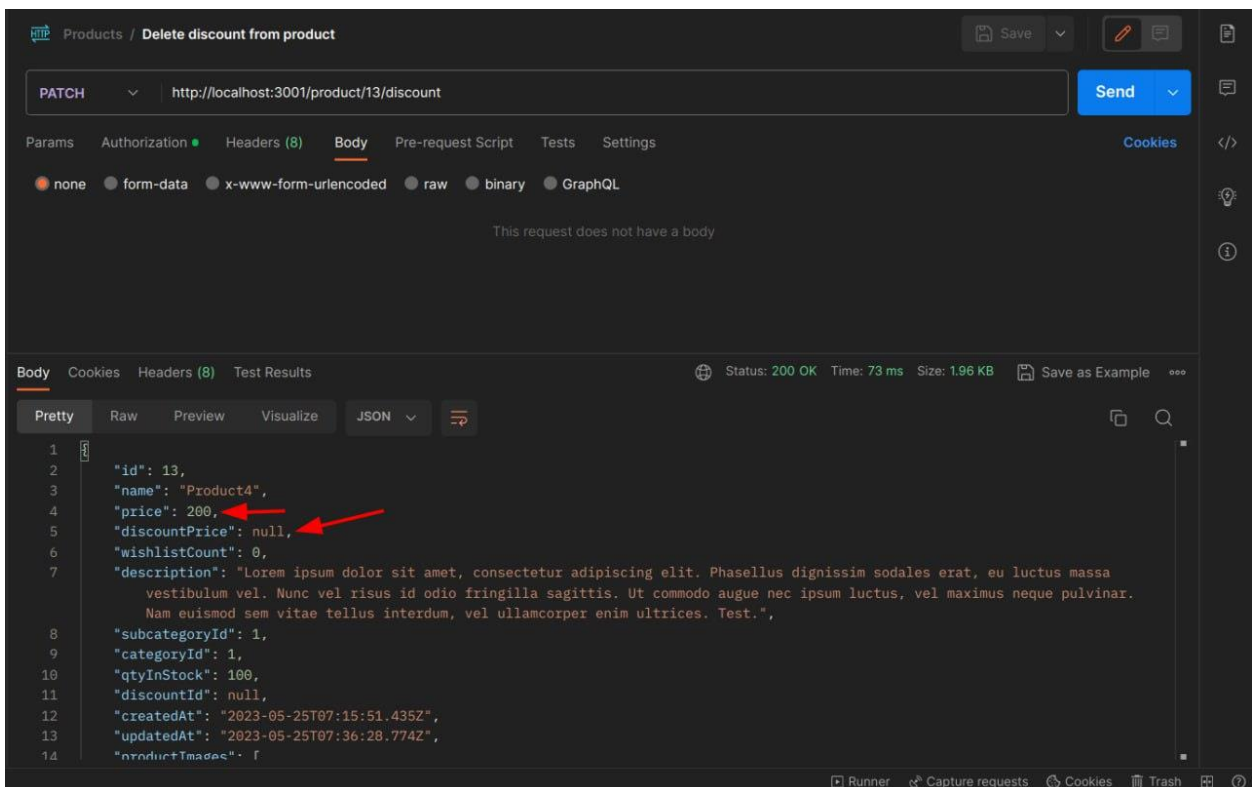 HTTP Products / Delete discount from product
Save
PATCH http://localhost:3001/product/13/discount
Send
Params Authorization Headers (8) Body Pre-request Script Tests Settings Cookies
none form-data x-www-form-urlencoded raw binary GraphQL
This request does not have a body
Body Cookies Headers (8) Test Results
Status: 200 OK Time: 73 ms Size: 1.96 KB Save as Example
Pretty Raw Preview Visualize JSON
1 {
2 "id": 13,
3 "name": "Product4",
4 "price": 200,
5 "discountPrice": null,
6 "wishlistCount": 0,
7 "description": "Lorem ipsum dolor sit amet, consectetur adipiscing elit. Phasellus dignissim sodales erat, eu luctus massa
vestibulum vel. Nunc vel risus id odio fringilla sagittis. Ut commodo augue nec ipsum luctus, vel maximus neque pulvinar.
Nam euismod sem vitae tellus interdum, vel ullamcorper enim ultrices. Test.",
8 "subcategoryId": 1,
9 "categoryId": 1,
10 "qtyInStock": 100,
11 "discountId": null,
12 "createdAt": "2023-05-25T07:15:51.435Z",
13 "updatedAt": "2023-05-25T07:36:28.774Z",
14 "productImages": [
Runner Capture requests Cookies Trash